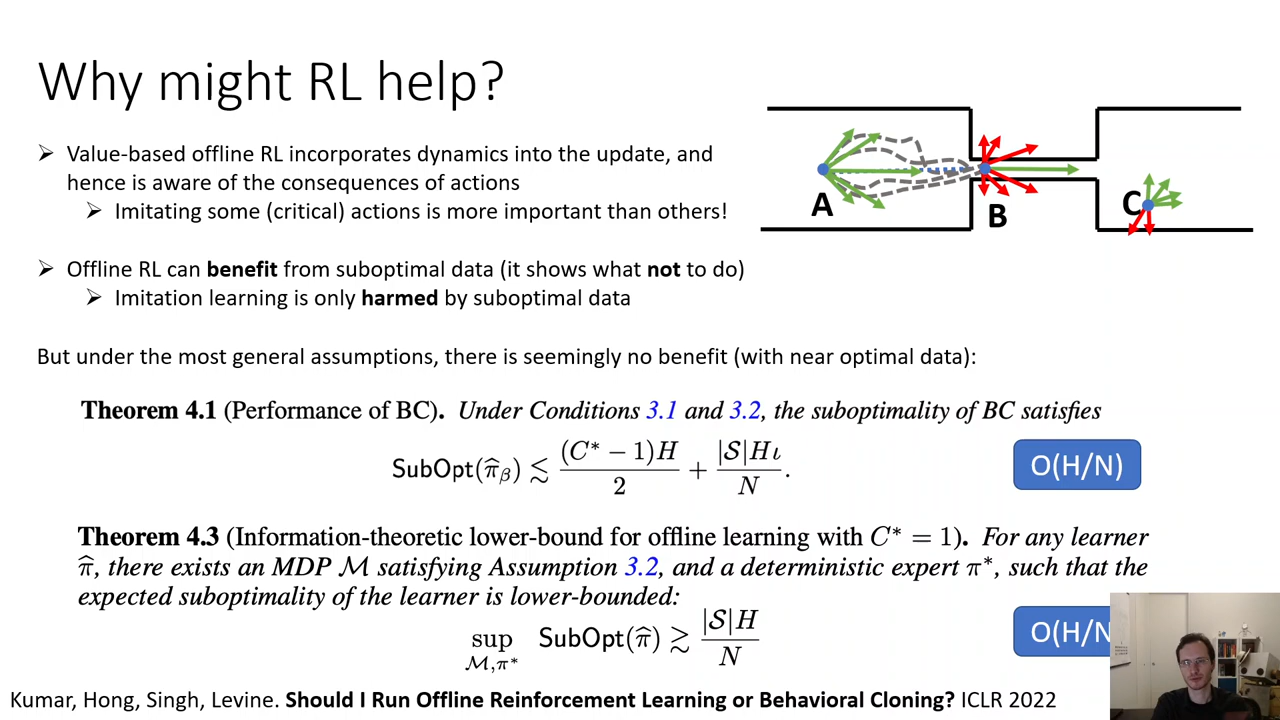 Why might RL help?
➢ Value-based offline RL incorporates dynamics into the update, and
hence is aware of the consequences of actions
➢ Imitating some (critical) actions is more important than others!
➢ Offline RL can benefit from suboptimal data (it shows what not to do)
➢ Imitation learning is only harmed by suboptimal data
A
B
C
But under the most general assumptions, there is seemingly no benefit (with near optimal data):
Theorem 4.1 (Performance of BC). Under Conditions 3.1 and 3.2, the suboptimality of BC satisfies
SubOpt(π̂_β) ≲ (C* − 1)H / 2 + |S|Hι / N.
O(H/N)
Theorem 4.3 (Information-theoretic lower-bound for offline learning with C* = 1). For any learner
π̂, there exists an MDP M satisfying Assumption 3.2, and a deterministic expert π*, such that the
expected suboptimality of the learner is lower-bounded:
sup_{M,π*} SubOpt(π̂) ≳ |S|H / N
O(H/N
Kumar, Hong, Singh, Levine. Should I Run Offline Reinforcement Learning or Behavioral Cloning? ICLR 2022